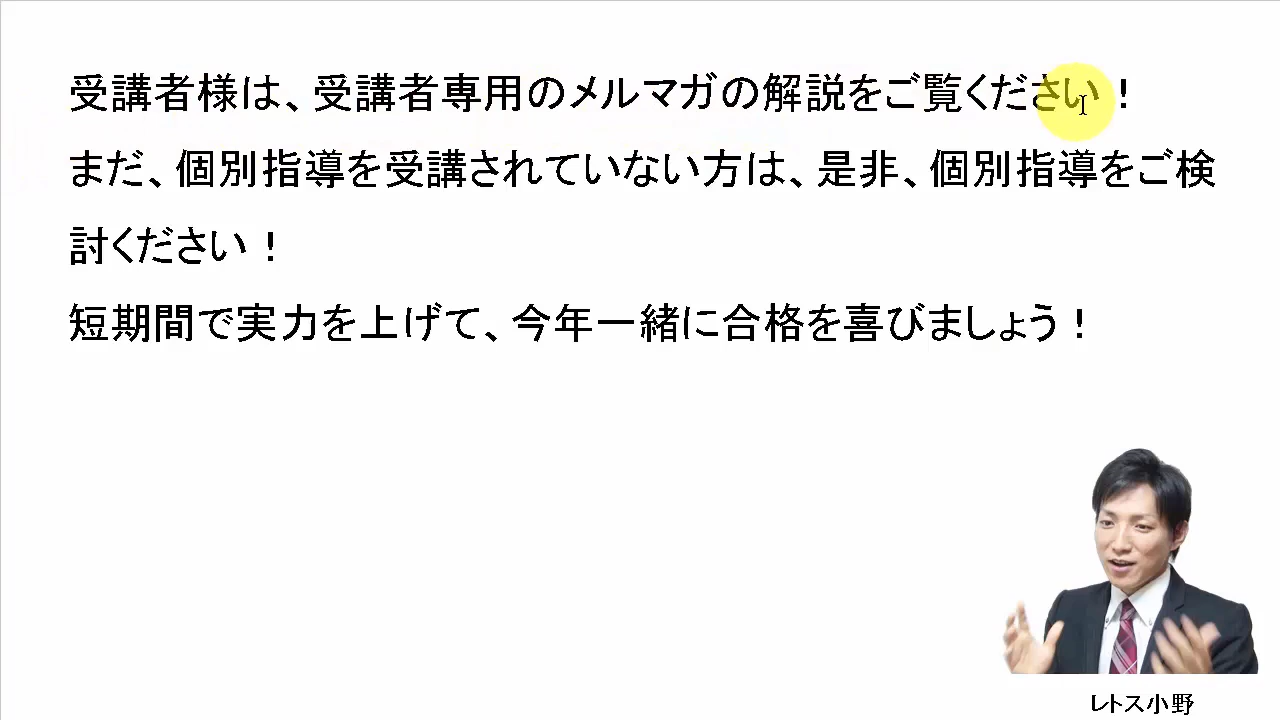 受講者様は、受講者専用のメルマガの解説をご覧ください！
まだ、個別指導を受講されていない方は、是非、個別指導をご検
討ください！
短期間で実力を上げて、今年一緒に合格を喜びましょう！
レトス小野